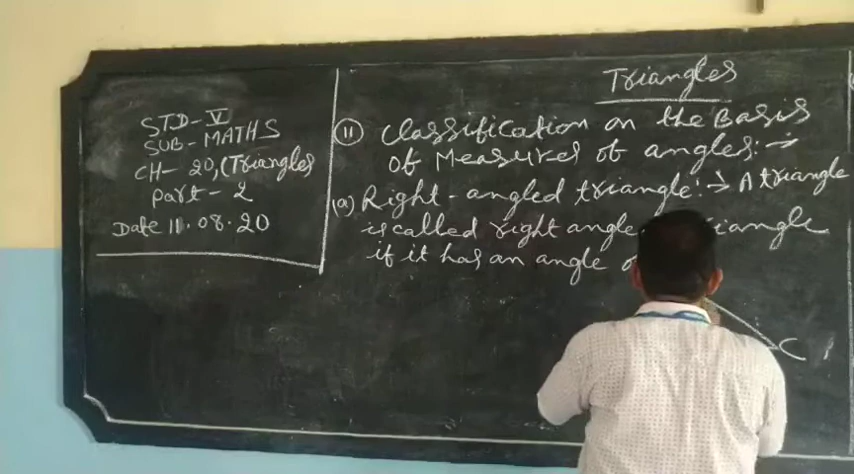 STD- V
SUB- MATHS
CH- 20, (Triangles
Part - 2
Date 11.08.20
Triangles
(II) Classification on the Basis
of Measures of angles:→
(a) Right-angled triangle:→ A triangle
is called right angle triangle
if it has an angle
C